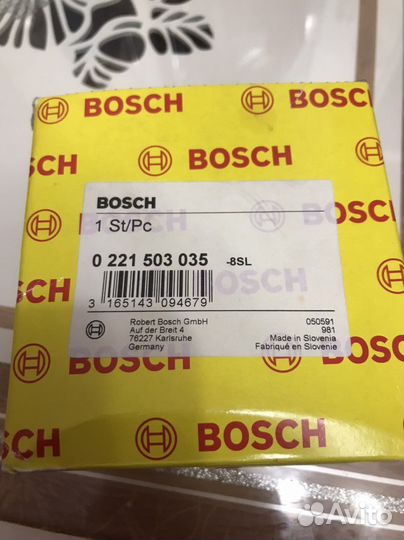 BOSCH
BOSCH
BOSCH
SCH
BOSCH
BOSCH
1 St/Pc
0 221 503 035 -8SL
3 165143 094679
Robert Bosch GmbH
Auf der Breit 4
76227 Karlsruhe
Germany
050591
981
Made in Slovenia
Fabriqué en Slovenie
BOSCH
BOSCH
SCH
BOSCH
BOSCH
Avito